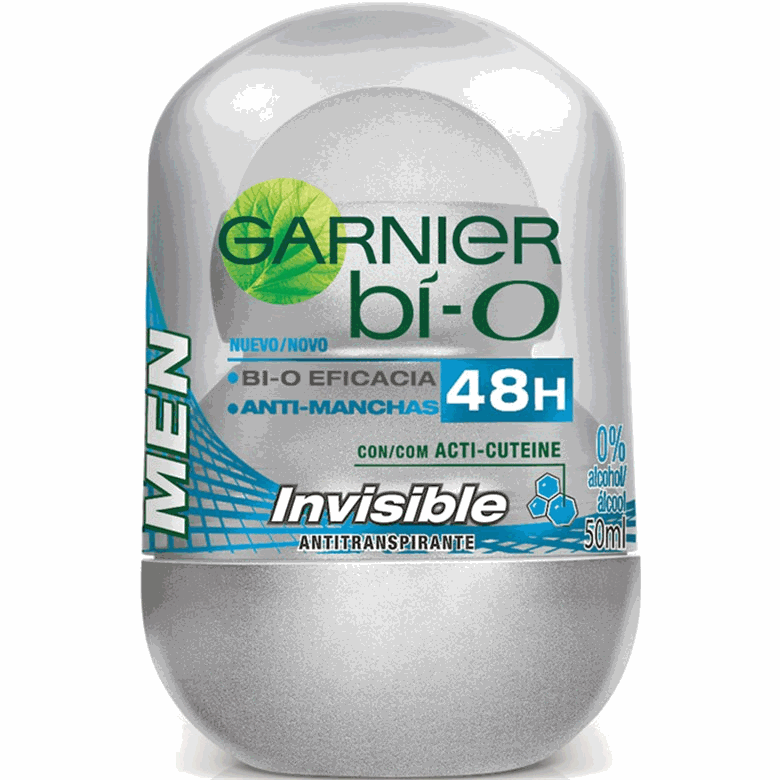 GARNIER
bí-O
NUEVO/NOVO
•BI-O EFICACIA
•ANTI-MANCHAS
48H
CON/COM ACTI-CUTEINE
0%
alcohol/
álcool
50ml
Invisible
ANTITRANSPIRANTE
MEN